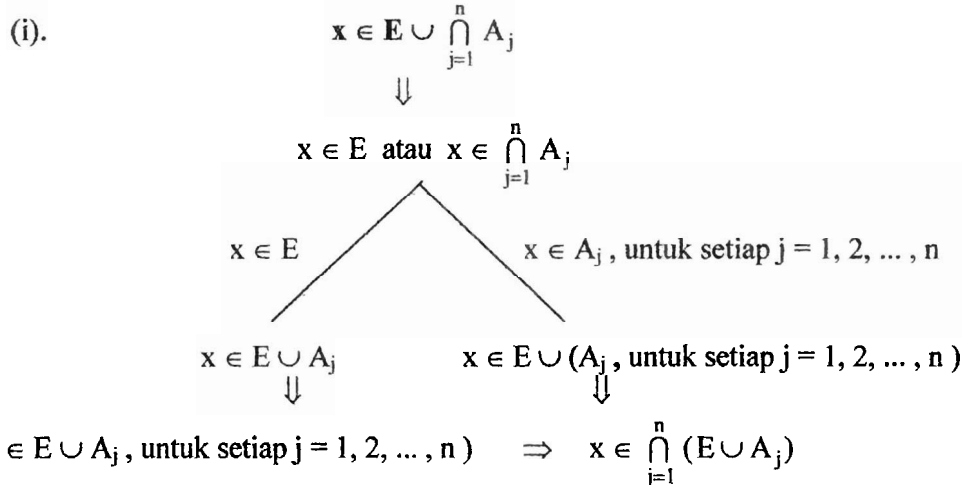 (i). x ∈ E ∪ ⋂_{j=1}^{n} A_j
⇓
x ∈ E atau x ∈ ⋂_{j=1}^{n} A_j
x ∈ E x ∈ A_j , untuk setiap j = 1, 2, ... , n
x ∈ E ∪ A_j x ∈ E ∪ (A_j , untuk setiap j = 1, 2, ... , n )
⇓ ⇓
∈ E ∪ A_j , untuk setiap j = 1, 2, ... , n ) ⇒ x ∈ ⋂_{j=1}^{n} (E ∪ A_j)